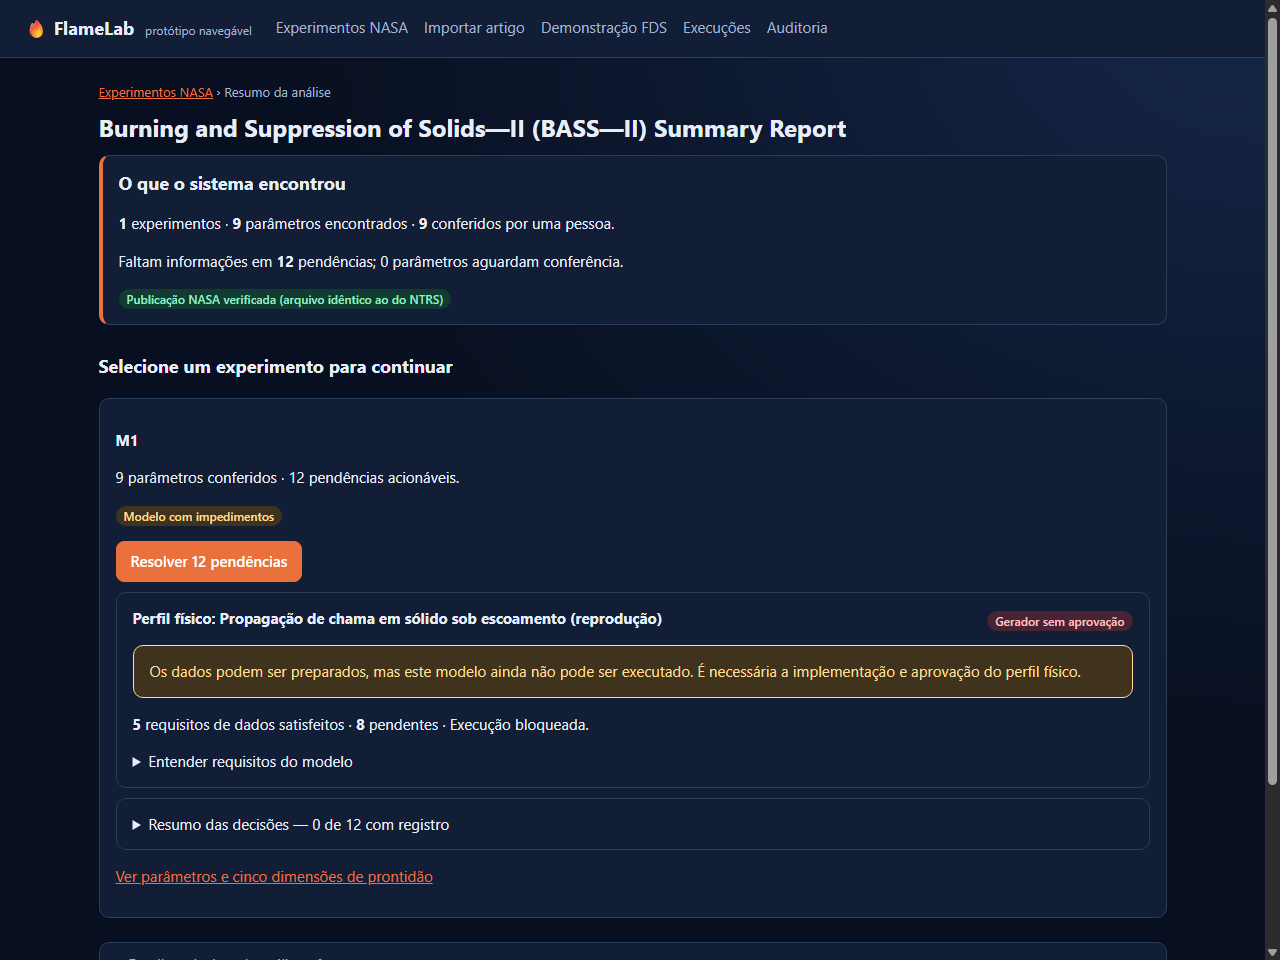 FlameLab protótipo navegável Experimentos NASA Importar artigo Demonstração FDS Execuções Auditoria
Experimentos NASA › Resumo da análise
Burning and Suppression of Solids—II (BASS—II) Summary Report
O que o sistema encontrou
1 experimentos · 9 parâmetros encontrados · 9 conferidos por uma pessoa.
Faltam informações em 12 pendências; 0 parâmetros aguardam conferência.
Publicação NASA verificada (arquivo idêntico ao do NTRS)
Selecione um experimento para continuar
M1
9 parâmetros conferidos · 12 pendências acionáveis.
Modelo com impedimentos
Resolver 12 pendências
Perfil físico: Propagação de chama em sólido sob escoamento (reprodução)
Gerador sem aprovação
Os dados podem ser preparados, mas este modelo ainda não pode ser executado. É necessária a implementação e aprovação do perfil físico.
5 requisitos de dados satisfeitos · 8 pendentes · Execução bloqueada.
Entender requisitos do modelo
Resumo das decisões — 0 de 12 com registro
Ver parâmetros e cinco dimensões de prontidão